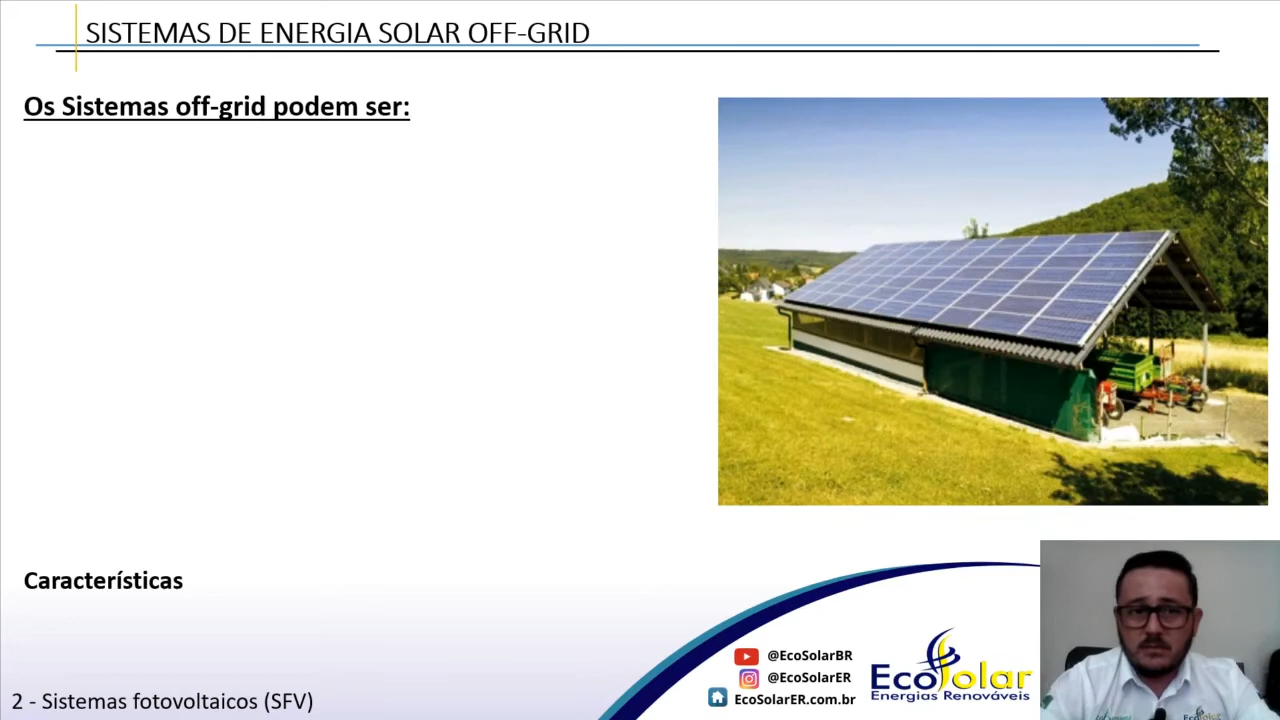 SISTEMAS DE ENERGIA SOLAR OFF-GRID
Os Sistemas off-grid podem ser:
Características
@EcoSolarBR
@EcoSolarER
EcoSolarER.com.br
EcoSolar
Energias Renováveis
EcoSolar
2 - Sistemas fotovoltaicos (SFV)